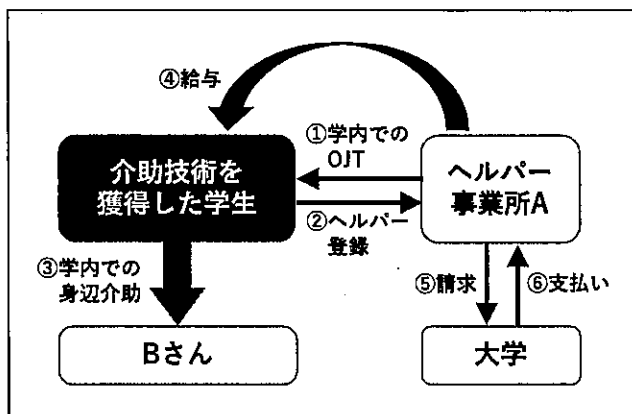 ④給与
①学内での
OJT
介助技術を
獲得した学生
ヘルパー
事業所A
②ヘルパー
登録
③学内での
身辺介助
⑤請求
⑥支払い
Bさん
大学